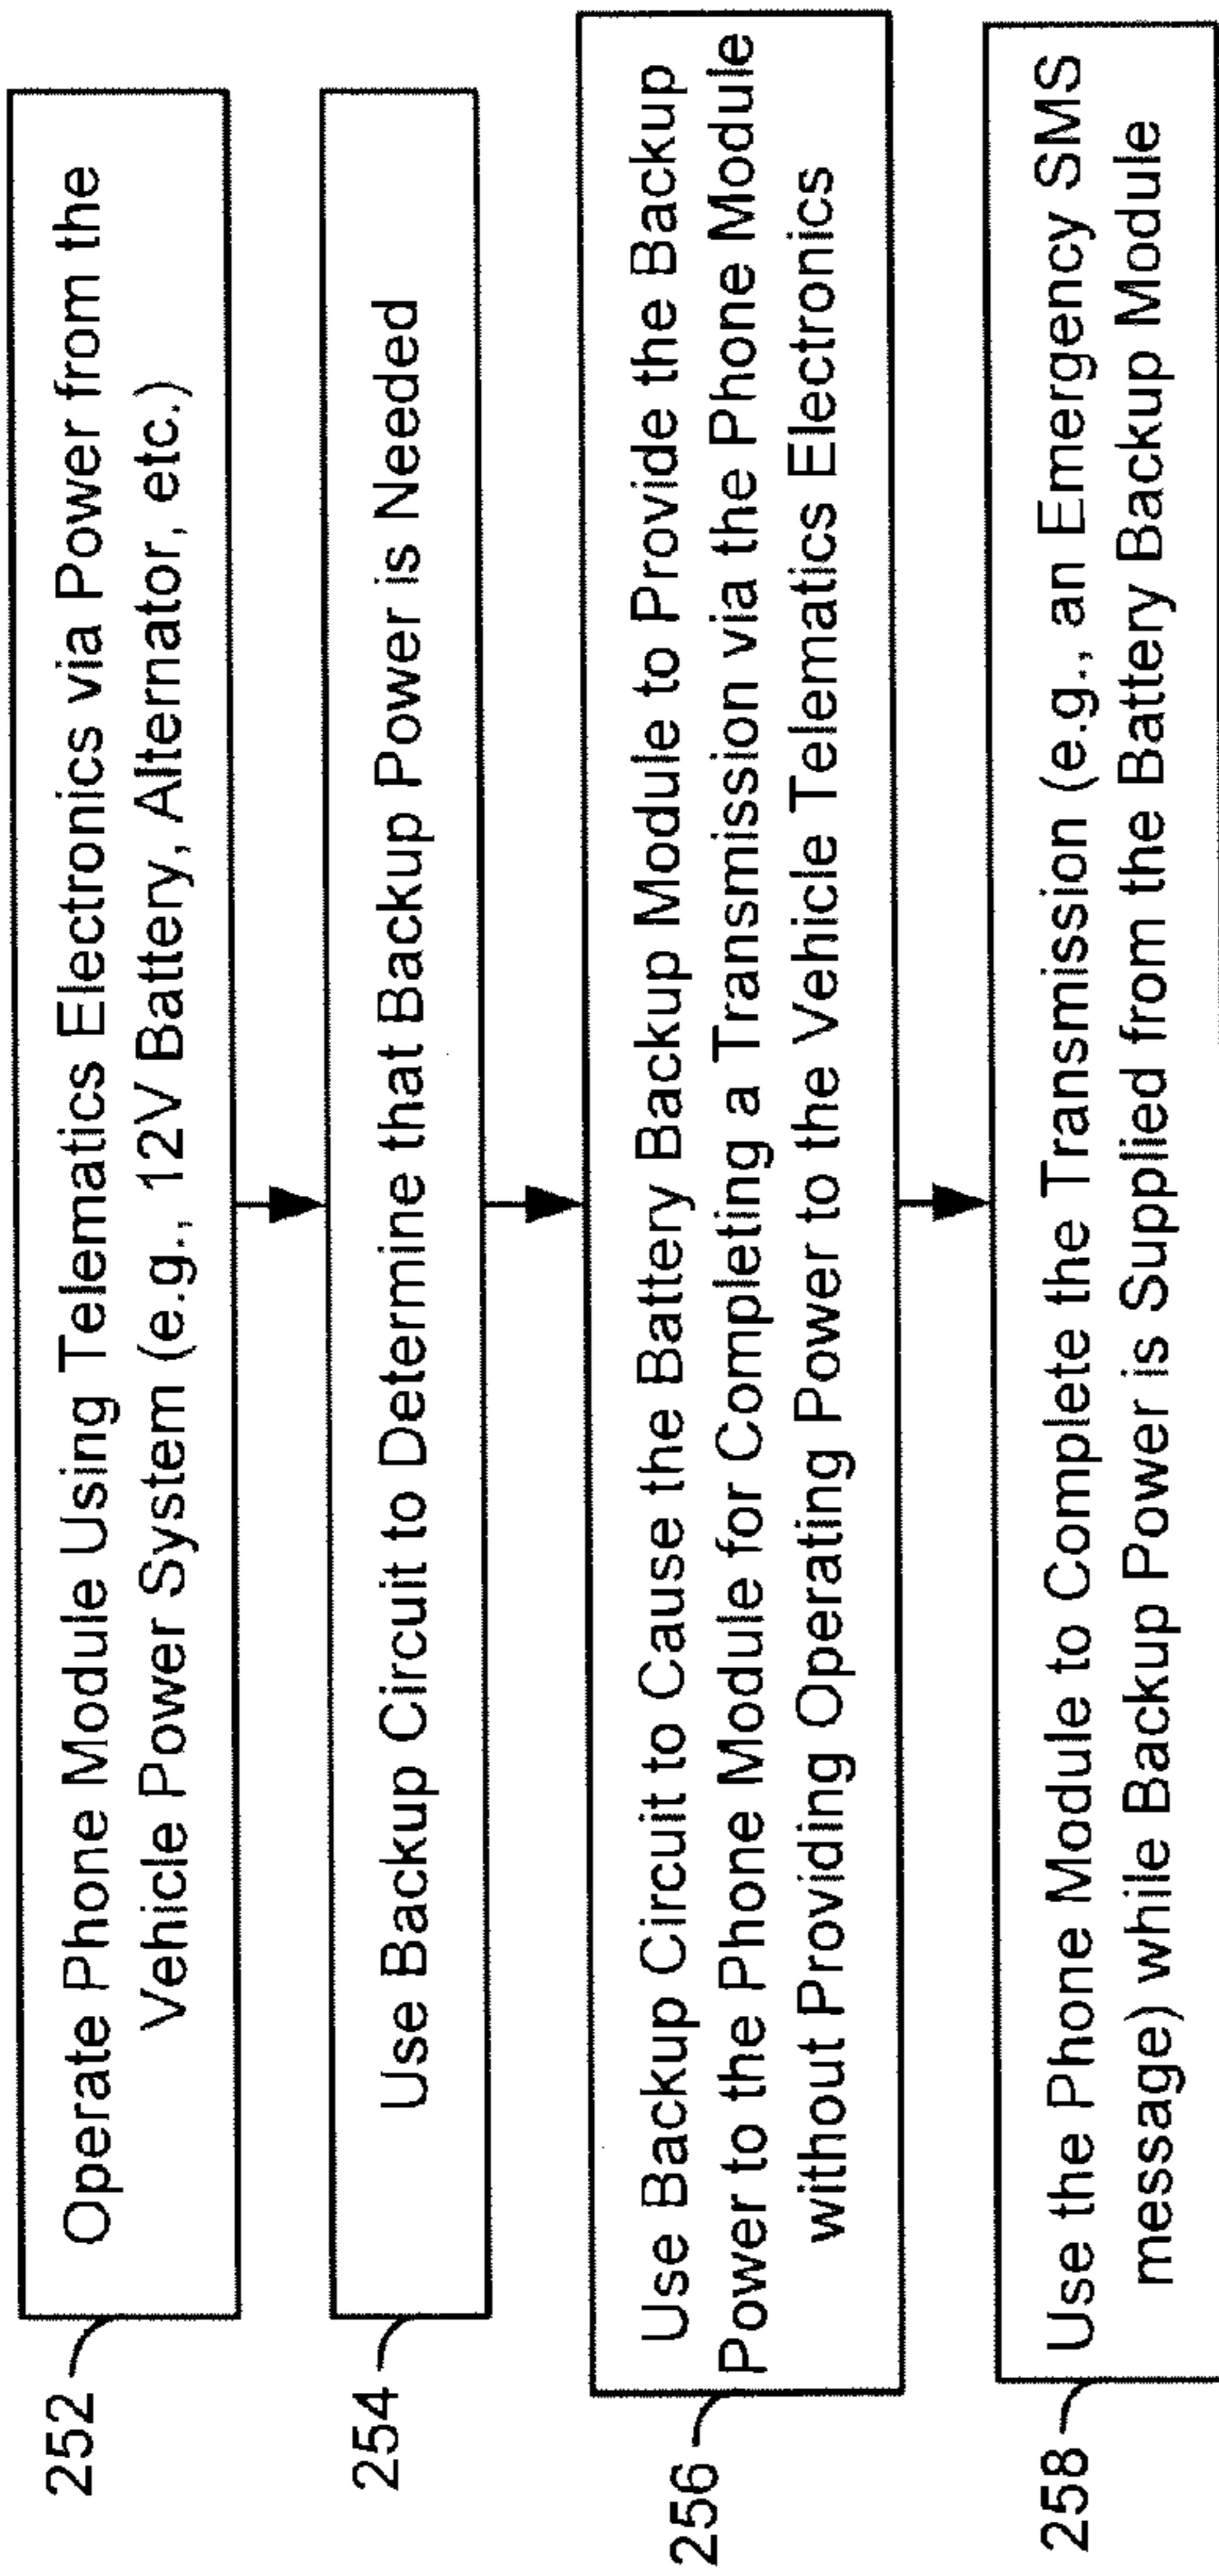 252
Operate Phone Module Using Telematics Electronics via Power from the
Vehicle Power System (e.g., 12V Battery, Alternator, etc.)
254
Use Backup Circuit to Determine that Backup Power is Needed
256
Use Backup Circuit to Cause the Battery Backup Module to Provide the Backup
Power to the Phone Module for Completing a Transmission via the Phone Module
without Providing Operating Power to the Vehicle Telematics Electronics
258
Use the Phone Module to Complete the Transmission (e.g., an Emergency SMS
message) while Backup Power is Supplied from the Battery Backup Module